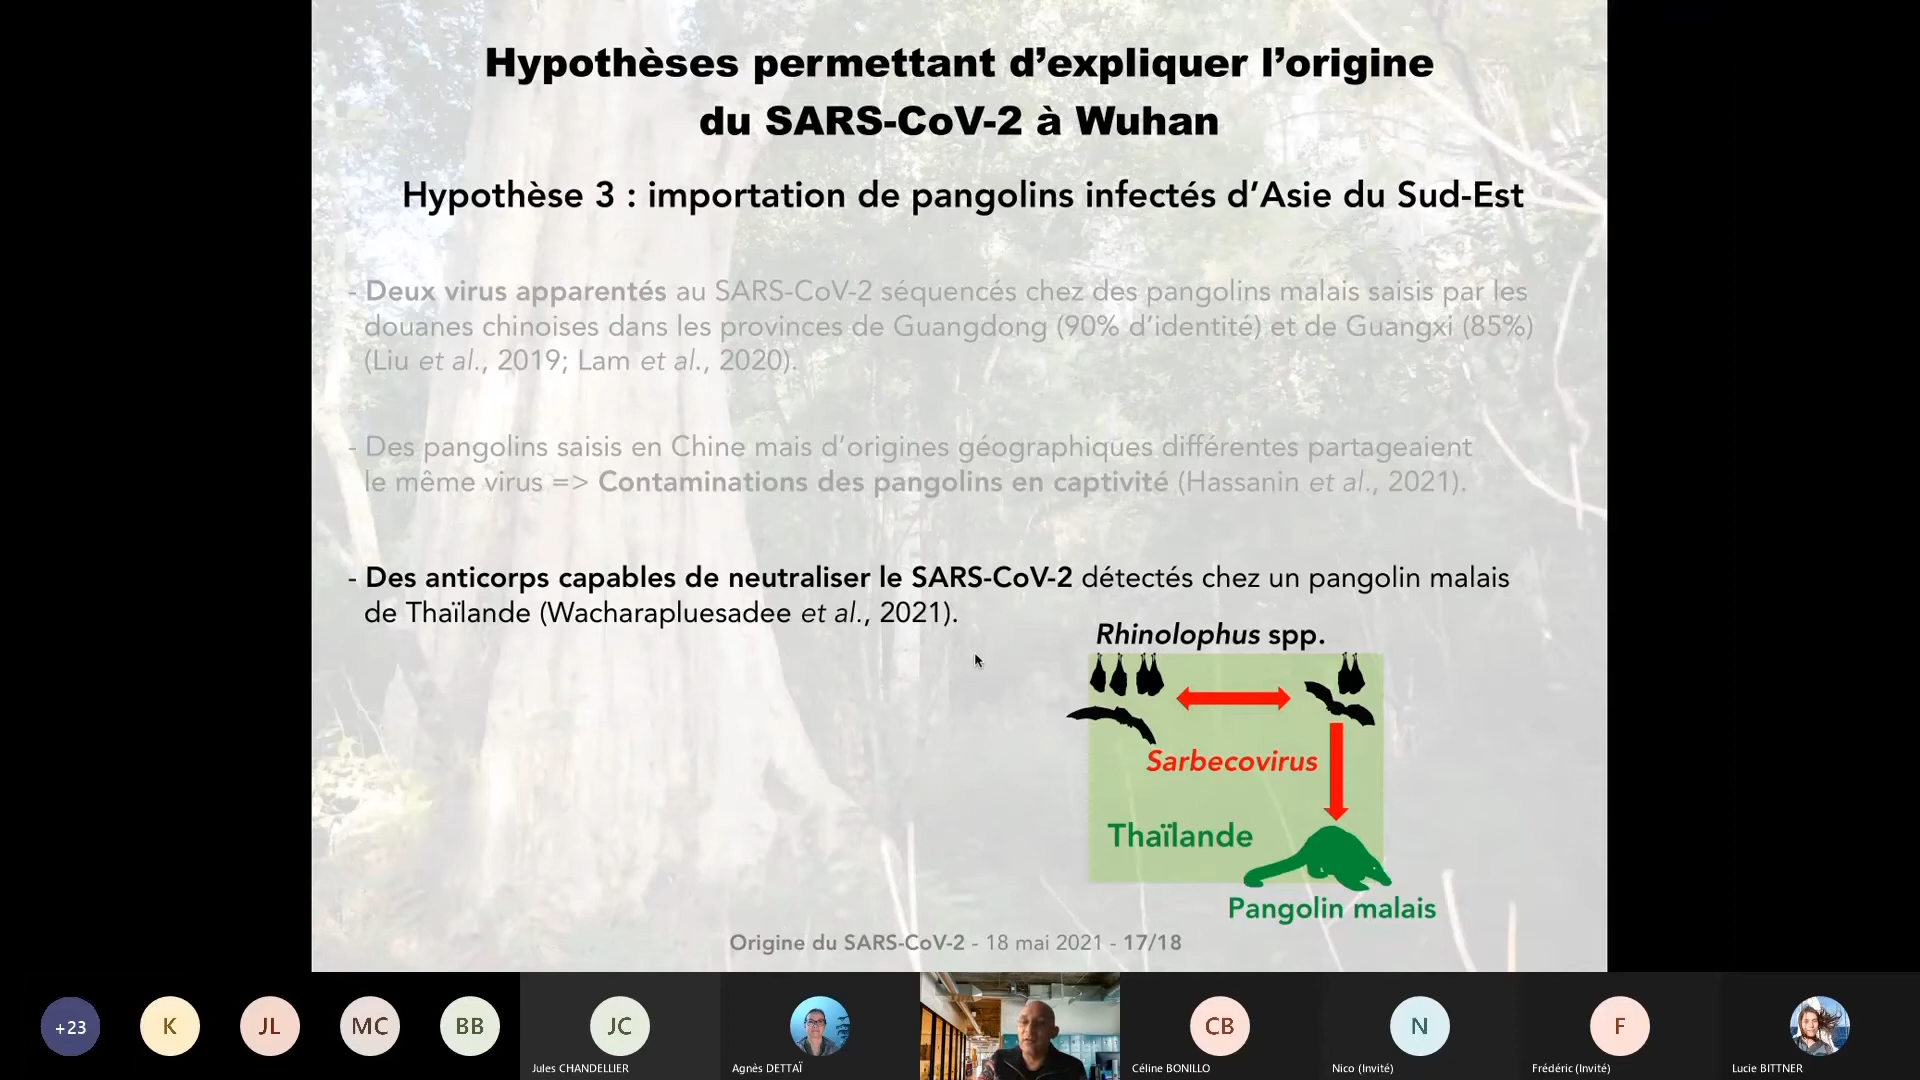 Hypothèses permettant d’expliquer l’origine
du SARS-CoV-2 à Wuhan
Hypothèse 3 : importation de pangolins infectés d’Asie du Sud-Est
- Deux virus apparentés au SARS-CoV-2 séquencés chez des pangolins malais saisis par les
douanes chinoises dans les provinces de Guangdong (90% d’identité) et de Guangxi (85%)
(Liu et al., 2019; Lam et al., 2020).
- Des pangolins saisis en Chine mais d’origines géographiques différentes partageaient
le même virus => Contaminations des pangolins en captivité (Hassanin et al., 2021).
- Des anticorps capables de neutraliser le SARS-CoV-2 détectés chez un pangolin malais
de Thaïlande (Wacharapluesadee et al., 2021).
Rhinolophus spp.
Sarbecovirus
Thaïlande
Pangolin malais
Origine du SARS-CoV-2 - 18 mai 2021 - 17/18
+23
K
JL
MC
BB
JC
CB
N
F
Jules CHANDELLIER
Agnès DETTAÏ
Céline BONILLO
Nico (Invité)
Frédéric (Invité)
Lucie BITTNER